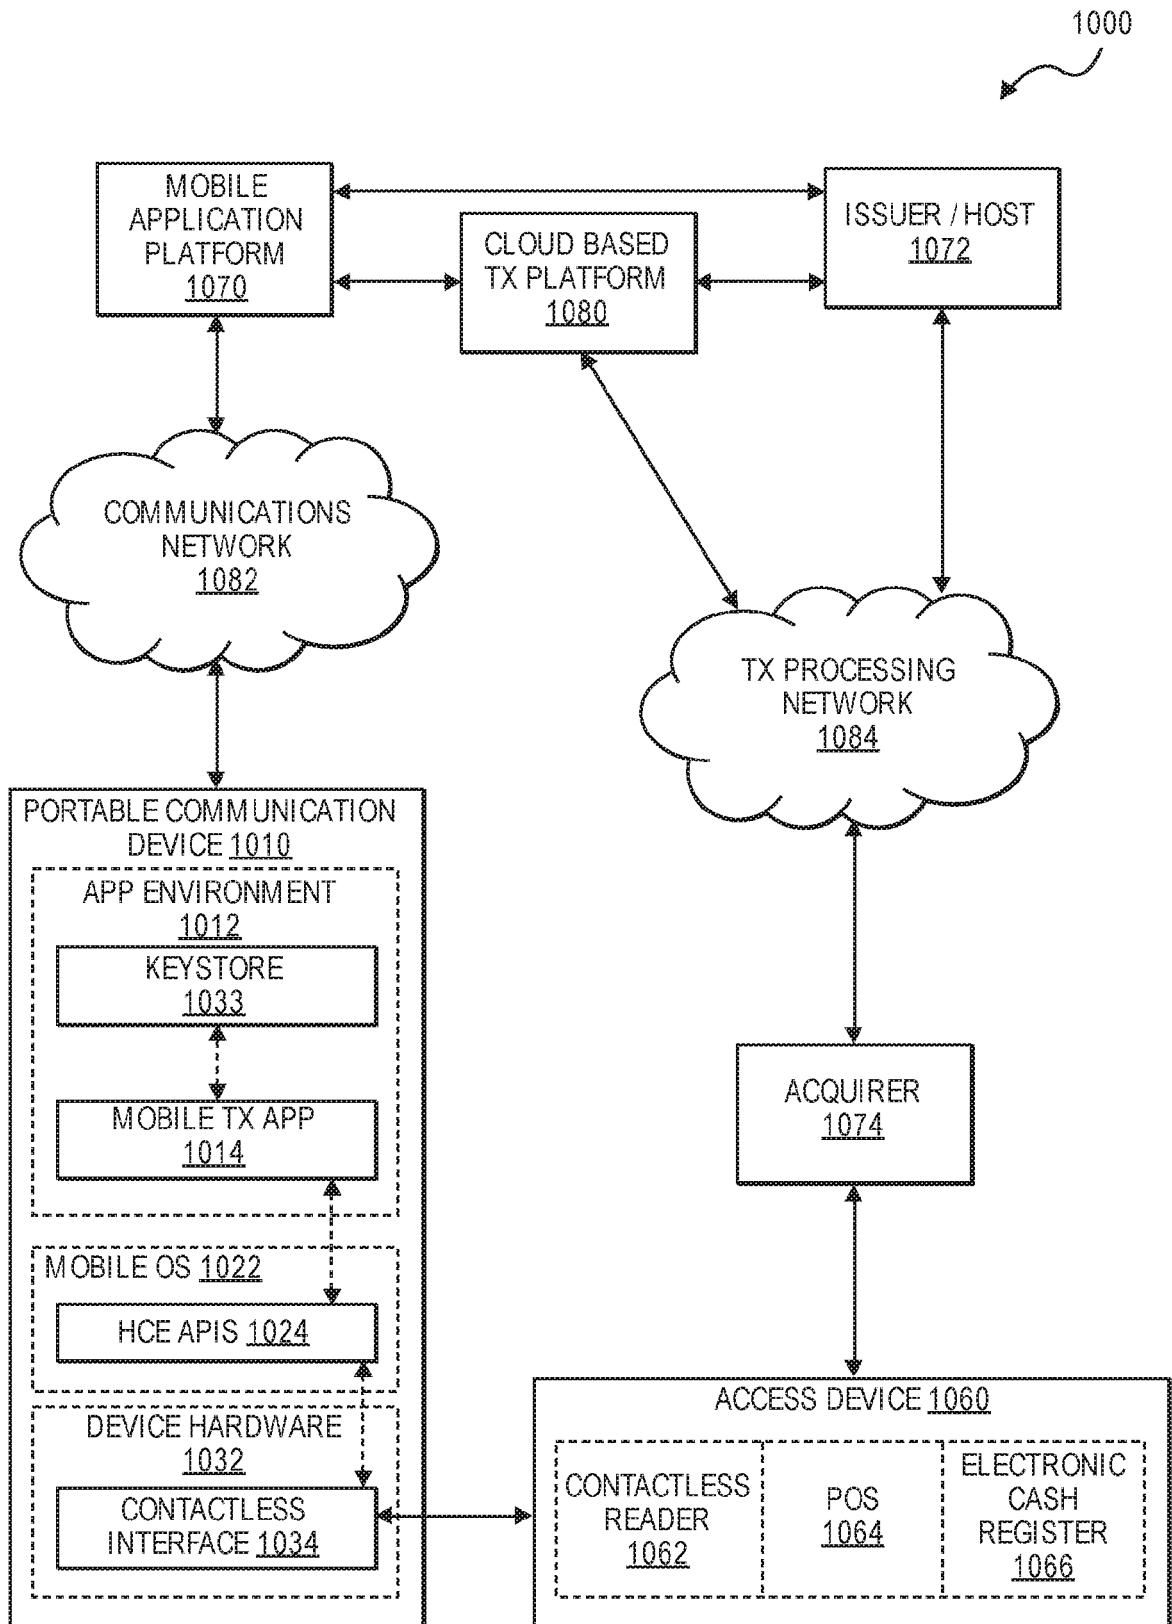 1000
MOBILE
APPLICATION
PLATFORM
1070
CLOUD BASED
TX PLATFORM
1080
ISSUER / HOST
1072
COMMUNICATIONS
NETWORK
1082
TX PROCESSING
NETWORK
1084
PORTABLE COMMUNICATION
DEVICE 1010
APP ENVIRONMENT
1012
KEYSTORE
1033
MOBILE TX APP
1014
MOBILE OS 1022
HCE APIS 1024
DEVICE HARDWARE
1032
CONTACTLESS
INTERFACE 1034
ACQUIRER
1074
ACCESS DEVICE 1060
CONTACTLESS
READER
1062
POS
1064
ELECTRONIC
CASH
REGISTER
1066